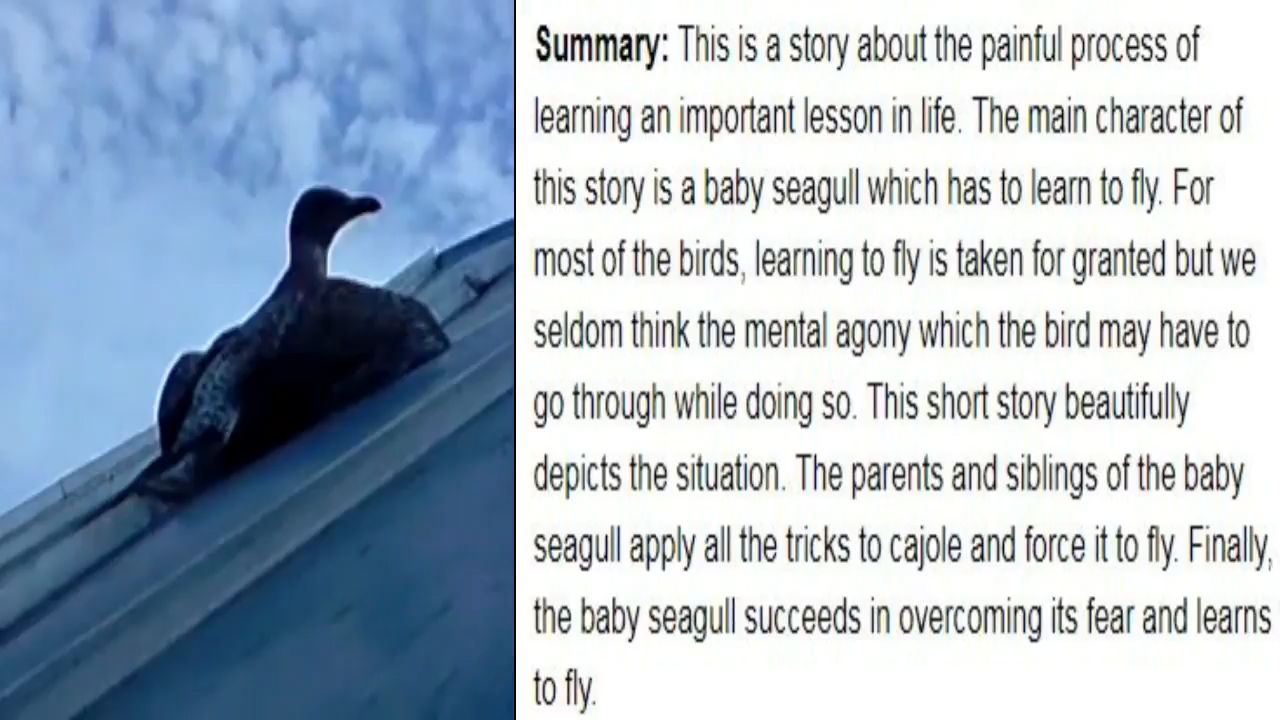 Summary: This is a story about the painful process of
learning an important lesson in life. The main character of
this story is a baby seagull which has to learn to fly. For
most of the birds, learning to fly is taken for granted but we
seldom think the mental agony which the bird may have to
go through while doing so. This short story beautifully
depicts the situation. The parents and siblings of the baby
seagull apply all the tricks to cajole and force it to fly. Finally,
the baby seagull succeeds in overcoming its fear and learns
to fly.